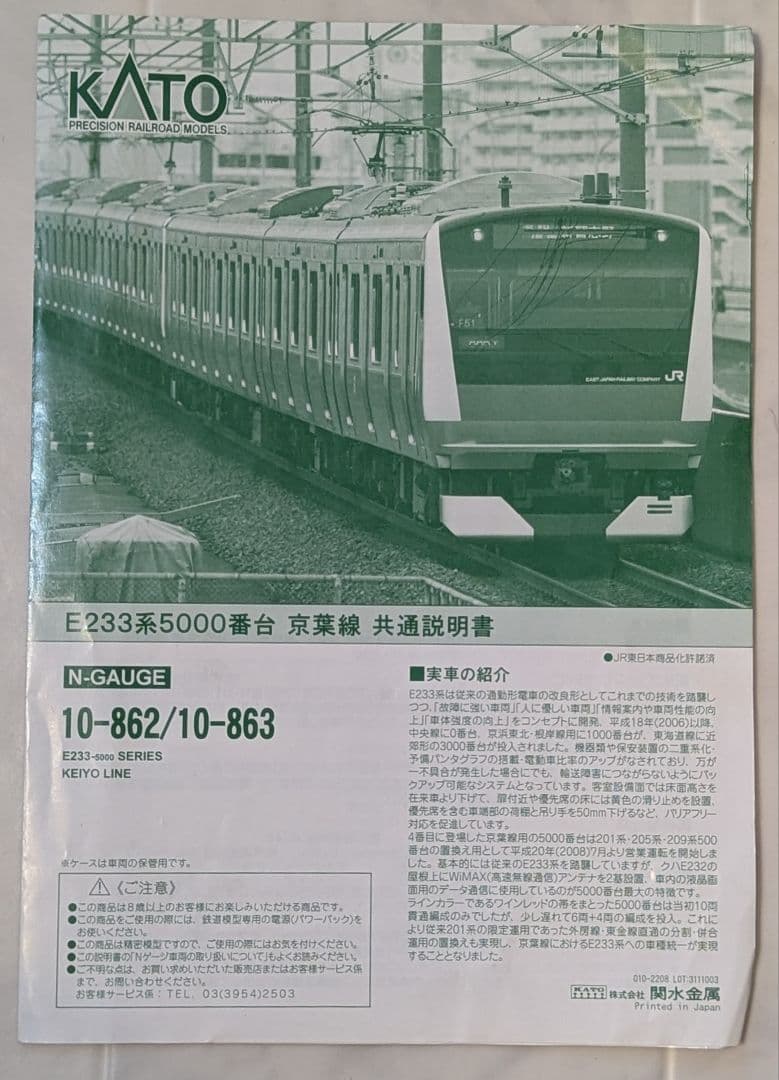 KATO
PRECISION RAILROAD MODELS
F51
EAST JAPAN RAILWAY COMPANY JR
E233系5000番台 京葉線 共通説明書
●JR東日本商品化許諾済
N-GAUGE
10-862/10-863
E233-5000 SERIES
KEIYO LINE
※ケースは車両の保管用です。
《ご注意》
●この商品は8歳以上のお客様にお楽しみいただける商品です。
●この商品をご使用の際には、鉄道模型専用の電源(パワーパック)を
お使いください。
●この商品は精密模型ですので、ご使用の際にはお気を付けください。
●この説明書の「Nゲージ車両の取り扱いについて」もよくお読みください。
●ご不明な点は、お買い求めいただいた販売店またはお客様サービス係
まで、お問い合わせください。
お客様サービス係：TEL. 03(3954)2503
■実車の紹介
E233系は従来の通勤形電車の改良形としてこれまでの技術を踏襲し
つつ、「故障に強い車両」「人に優しい車両」「情報案内や車両性能の向
上」「車体強度の向上」をコンセプトに開発、平成18年(2006)以降、
中央線に0番台、京浜東北・根岸線用に1000番台が、東海道線に近
郊形の3000番台が投入されました。機器類や保安装置の二重系化・
予備パンタグラフの搭載・電動車比率のアップがなされており、万が
一不具合が発生した場合にでも、輸送障害につながらないようにバッ
クアップ可能なシステムとなっています。客室設備面では床面高さを
在来車より下げて、扉付近や優先席の床には黄色の滑り止めを設置、
優先席を含む車端部の荷棚と吊り手を50mm下げるなど、バリアフリー
対応を促進しています。
4番目に登場した京葉線用の5000番台は201系・205系・209系500
番台の置換え用として平成20年(2008)7月より営業運転を開始しま
した。基本的には従来のE233系を踏襲していますが、クハE232の
屋根上にWiMAX(高速無線通信)アンテナを2基設置、車内の液晶画
面用のデータ通信に使用しているのが5000番台最大の特徴です。
ラインカラーであるワインレッドの帯をまとった5000番台は当初10両
貫通編成のみでしたが、少し遅れて6両+4両の編成を投入。これに
より従来201系の限定運用であった外房線・東金線直通の分割・併合
運用の置換えも実現し、京葉線におけるE233系への車種統一が実現
することとなりました。
010-2208 LOT:3111003
KATO 株式会社 関水金属
Printed in Japan